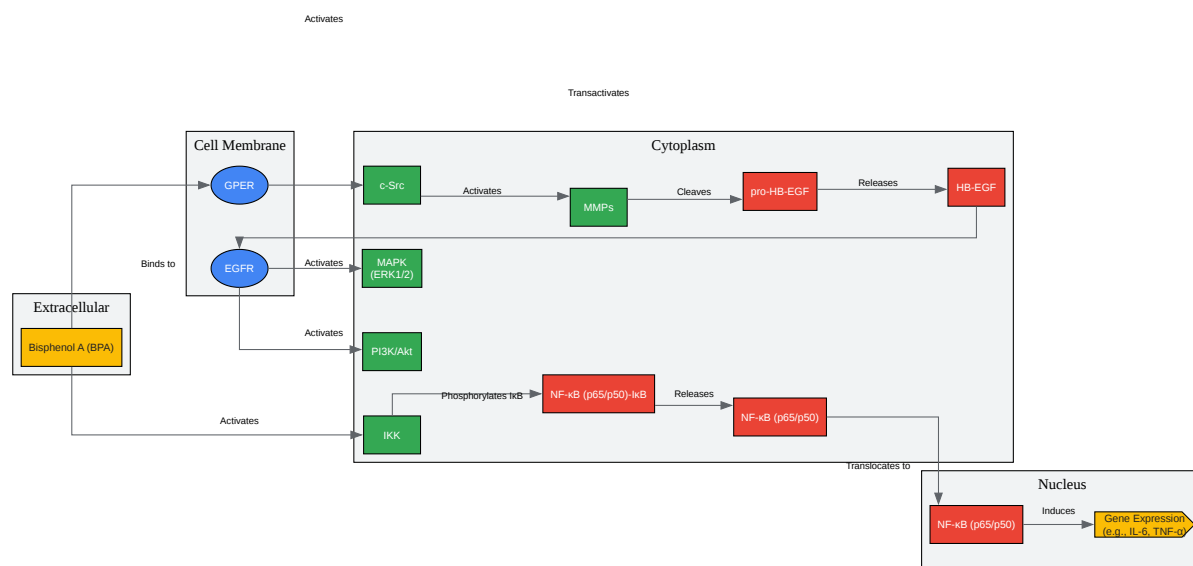 Activates
Transactivates
Cell Membrane
Cytoplasm
GPER
c-Src
Activates
MMPs
Cleaves
pro-HB-EGF
Releases
HB-EGF
Binds to
EGFR
Activates
MAPK
(ERK1/2)
Extracellular
Bisphenol A (BPA)
Activates
PI3K/Akt
Activates
IKK
Phosphorylates IκB
NF-κB (p65/p50)-IκB
Releases
NF-κB (p65/p50)
Translocates to
Nucleus
NF-κB (p65/p50)
Induces
Gene Expression
(e.g., IL-6, TNF-α)